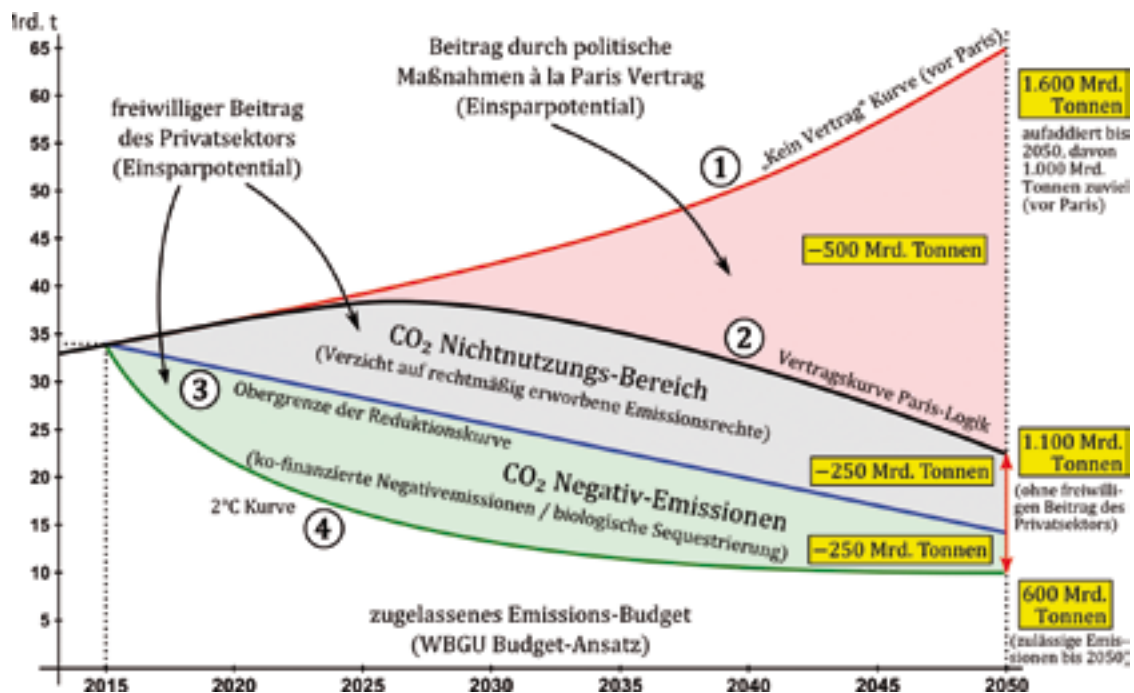 Mrd. t
65
60
55
50
45
40
35
30
25
20
15
10
5
2015
2020
2025
2030
2035
2040
2045
2050
freiwilliger Beitrag
des Privatsektors
(Einsparpotential)
Beitrag durch politische
Maßnahmen à la Paris Vertrag
(Einsparpotential)
1
„Kein Vertrag“ Kurve (vor Paris)
−500 Mrd. Tonnen
2
Vertragskurve Paris-Logik
CO₂ Nichtnutzungs-Bereich
(Verzicht auf rechtmäßig erworbene Emissionsrechte)
−250 Mrd. Tonnen
3
Obergrenze der Reduktionskurve
CO₂ Negativ-Emissionen
(ko-finanzierte Negativemissionen / biologische Sequestrierung)
−250 Mrd. Tonnen
2°C Kurve
4
zugelassenes Emissions-Budget
(WBGU Budget-Ansatz)
1.600 Mrd.
Tonnen
aufaddiert bis
2050, davon
1.000 Mrd.
Tonnen zuviel
(vor Paris)
1.100 Mrd.
Tonnen
(ohne freiwilli-
gen Beitrag des
Privatsektors)
600 Mrd.
Tonnen
(zulässige Emis-
sionen bis 2050)